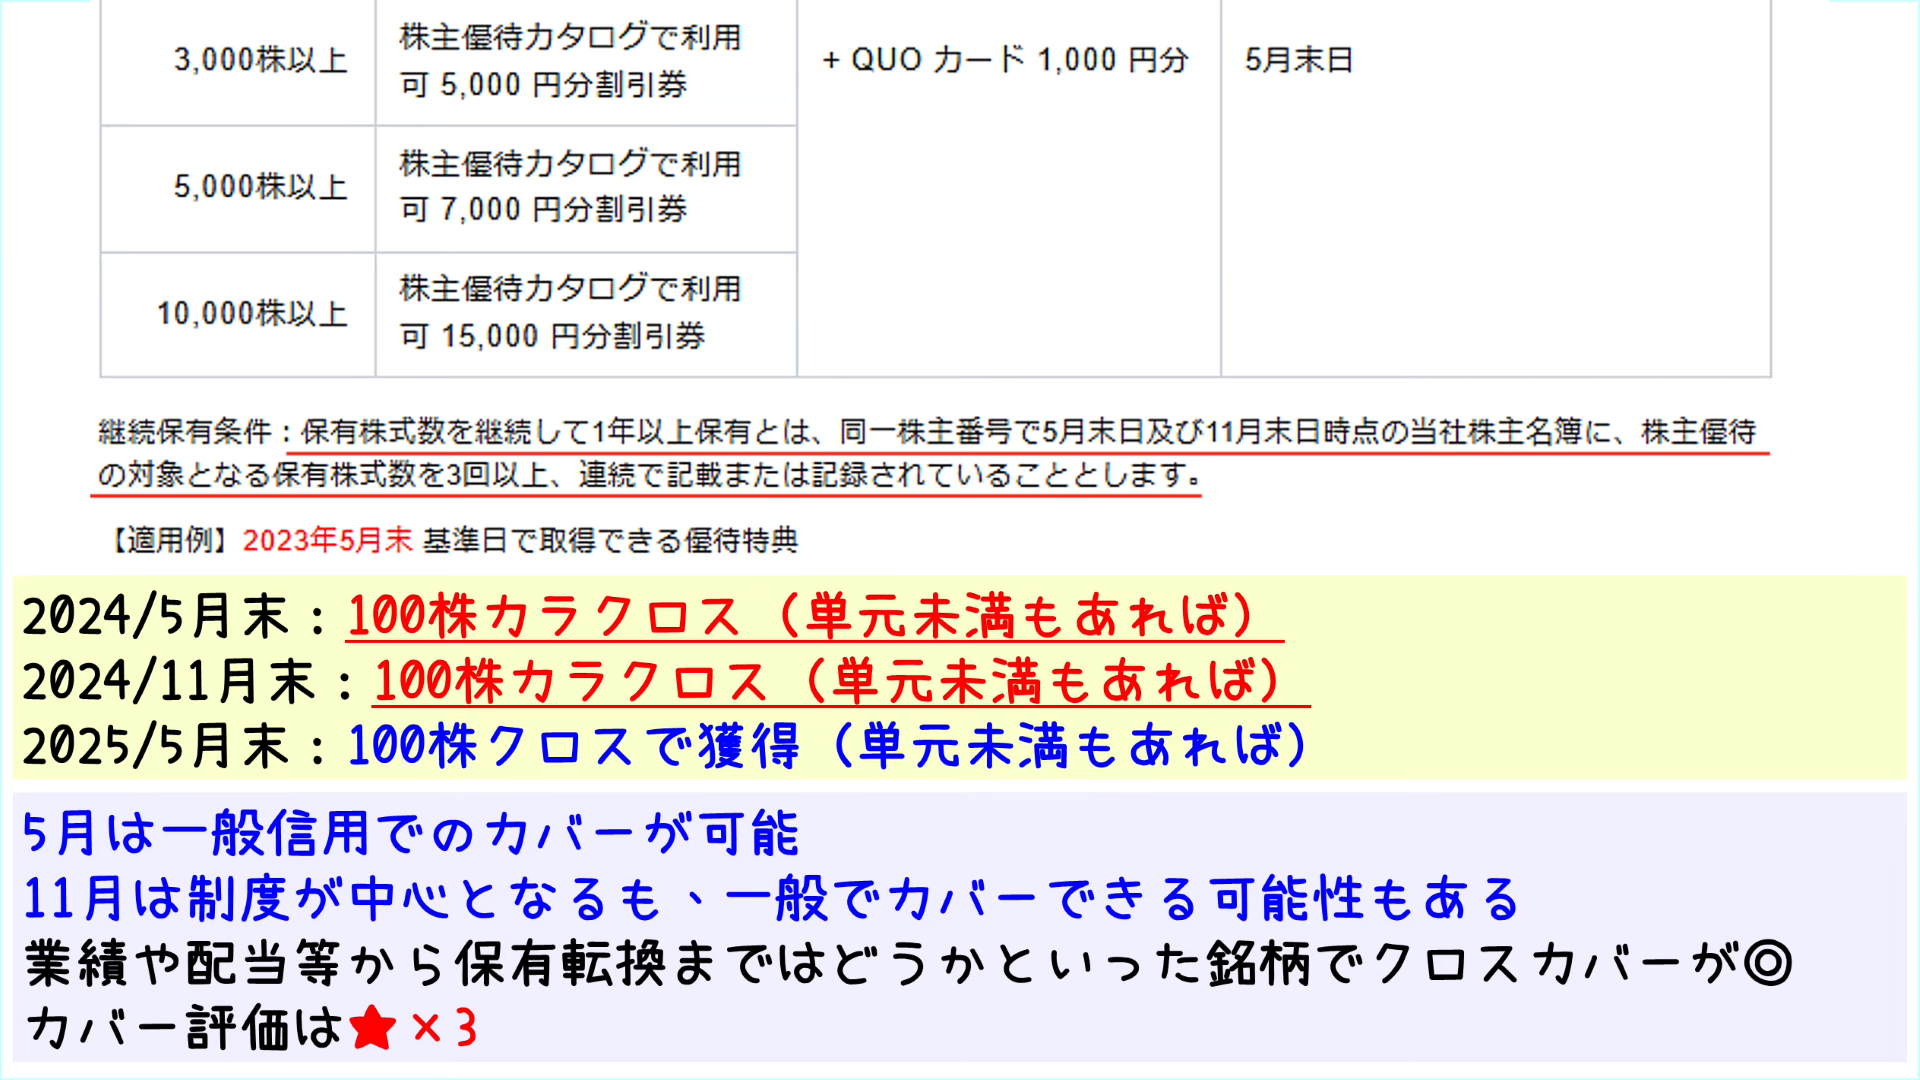 3,000株以上
株主優待カタログで利用
可 5,000 円分割引券
+ QUO カード 1,000 円分
5月末日
5,000株以上
株主優待カタログで利用
可 7,000 円分割引券
10,000株以上
株主優待カタログで利用
可 15,000 円分割引券
継続保有条件：保有株式数を継続して1年以上保有とは、同一株主番号で5月末日及び11月末日時点の当社株主名簿に、株主優待
の対象となる保有株式数を3回以上、連続で記載または記録されていることとします。
【適用例】2023年5月末 基準日で取得できる優待特典
2024/5月末：100株カラクロス（単元未満もあれば）
2024/11月末：100株カラクロス（単元未満もあれば）
2025/5月末：100株クロスで獲得（単元未満もあれば）
5月は一般信用でのカバーが可能
11月は制度が中心となるも、一般でカバーできる可能性もある
業績や配当等から保有転換まではどうかといった銘柄でクロスカバーが◎
カバー評価は★×3